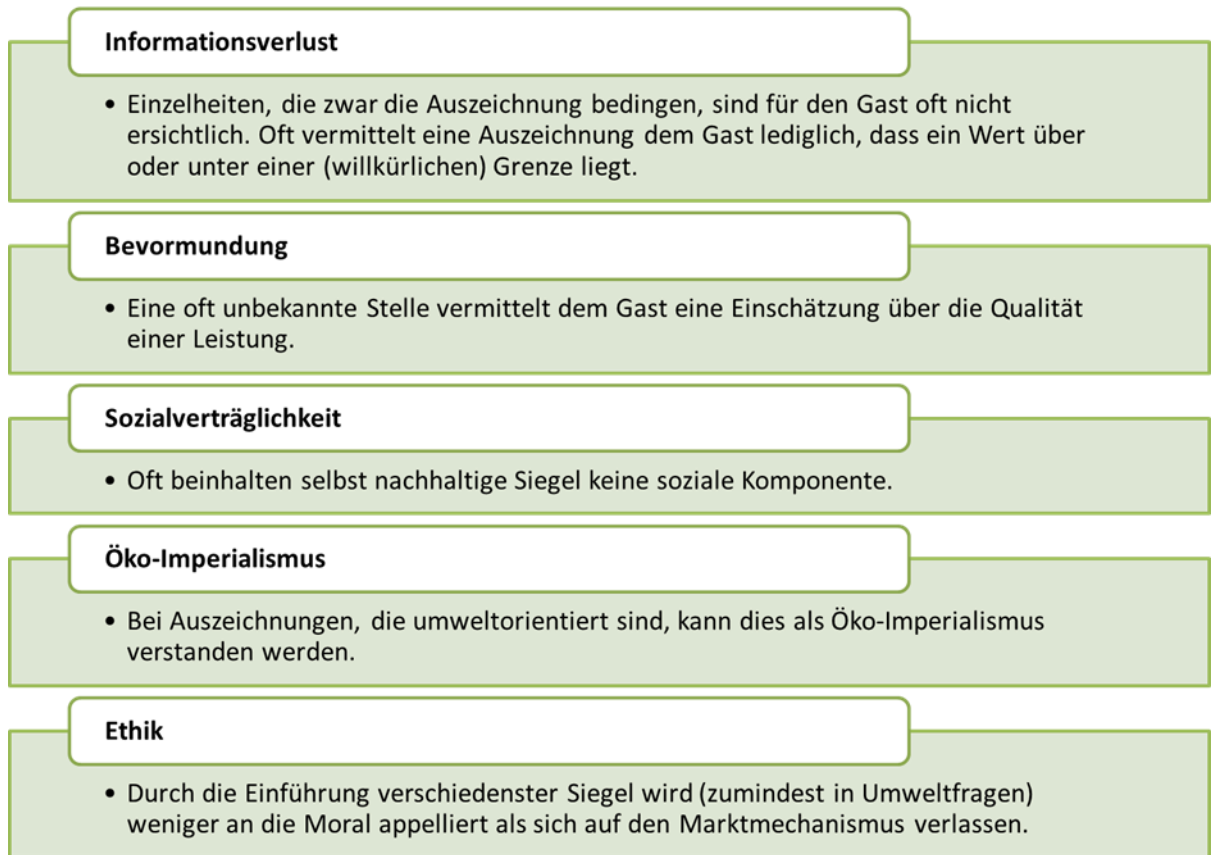 Informationsverlust
• Einzelheiten, die zwar die Auszeichnung bedingen, sind für den Gast oft nicht
ersichtlich. Oft vermittelt eine Auszeichnung dem Gast lediglich, dass ein Wert über
oder unter einer (willkürlichen) Grenze liegt.
Bevormundung
• Eine oft unbekannte Stelle vermittelt dem Gast eine Einschätzung über die Qualität
einer Leistung.
Sozialverträglichkeit
• Oft beinhalten selbst nachhaltige Siegel keine soziale Komponente.
Öko-Imperialismus
• Bei Auszeichnungen, die umweltorientiert sind, kann dies als Öko-Imperialismus
verstanden werden.
Ethik
• Durch die Einführung verschiedenster Siegel wird (zumindest in Umweltfragen)
weniger an die Moral appelliert als sich auf den Marktmechanismus verlassen.